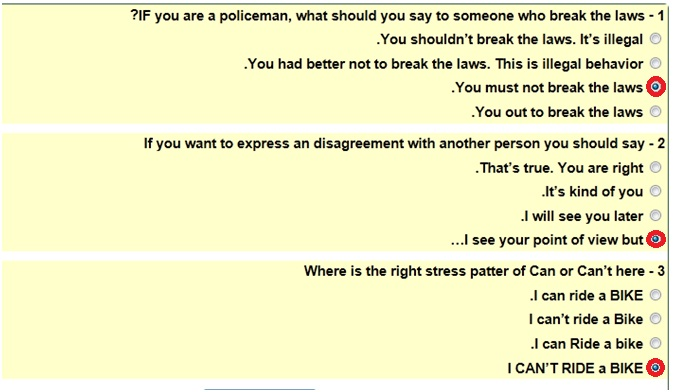 ?IF you are a policeman, what should you say to someone who break the laws - 1
.You shouldn't break the laws. It's illegal
.You had better not to break the laws. This is illegal behavior
.You must not break the laws
.You out to break the laws
If you want to express an disagreement with another person you should say - 2
.That's true. You are right
.It's kind of you
.I will see you later
...I see your point of view but
Where is the right stress patter of Can or Can't here - 3
.I can ride a BIKE
I can't ride a Bike
.I can Ride a bike
I CAN'T RIDE a BIKE